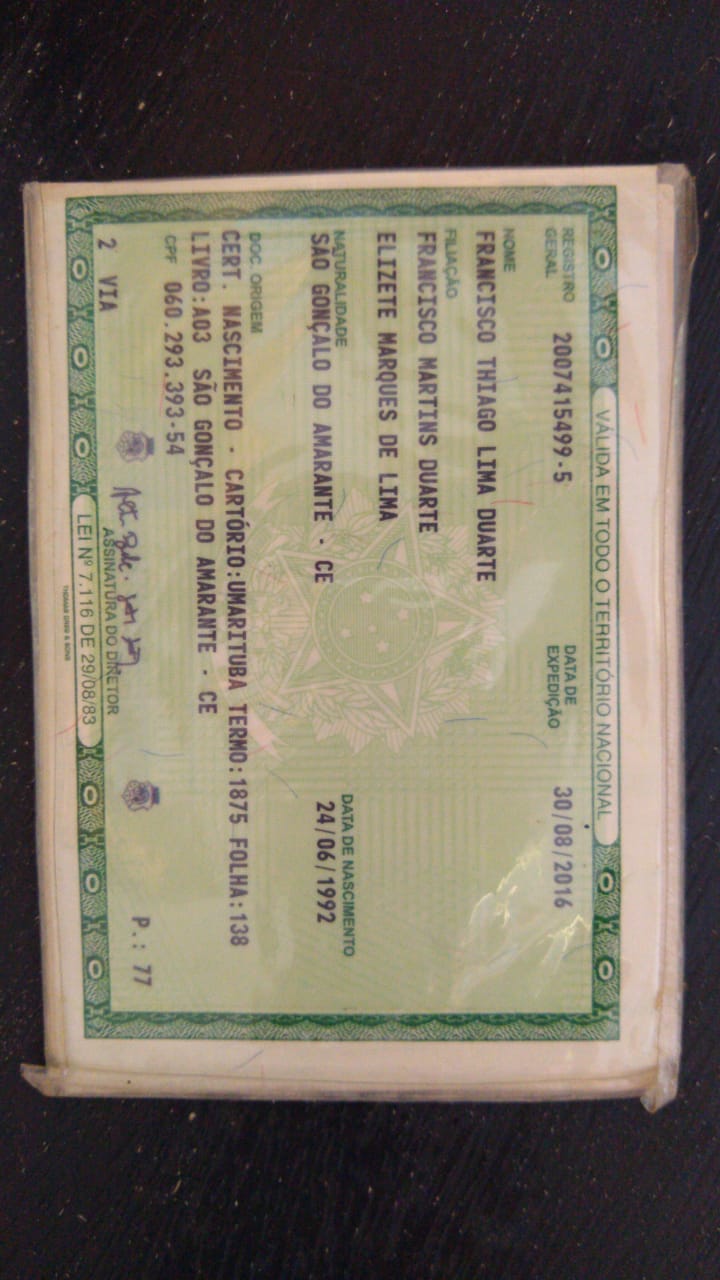 VÁLIDA EM TODO O TERRITÓRIO NACIONAL
REGISTRO GERAL 2007415499-5 DATA DE EXPEDIÇÃO 30/08/2016
NOME
FRANCISCO THIAGO LIMA DUARTE
FILIAÇÃO
FRANCISCO MARTINS DUARTE
ELIZETE MARQUES DE LIMA
NATURALIDADE DATA DE NASCIMENTO
SÃO GONÇALO DO AMARANTE - CE 24/06/1992
DOC ORIGEM
CERT. NASCIMENTO - CARTÓRIO:UMARITUBA TERMO:1875 FOLHA:138
LIVRO:A03 SÃO GONÇALO DO AMARANTE - CE
CPF 060.293.393-54
2 VIA P.: 77
ASSINATURA DO DIRETOR
LEI Nº 7.116 DE 29/08/83
THOMAS GREG & SONS